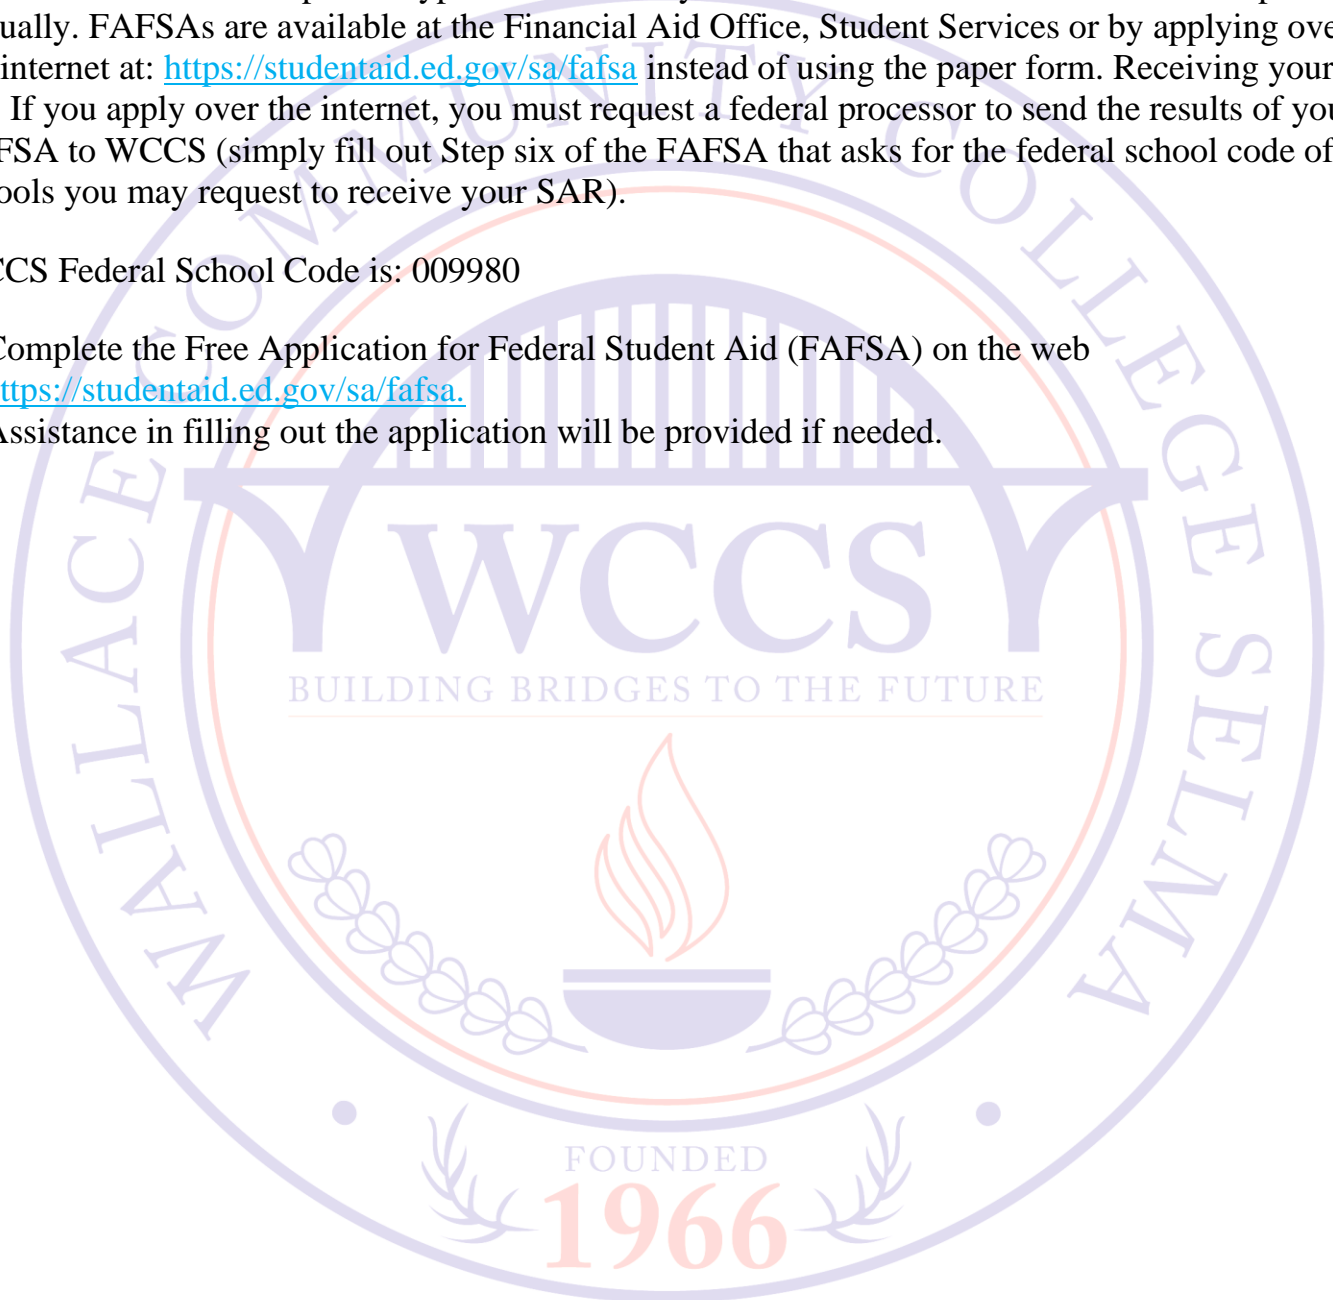 ually. FAFSAs are available at the Financial Aid Office, Student Services or by applying ove
internet at: https://studentaid.ed.gov/sa/fafsa instead of using the paper form. Receiving your
If you apply over the internet, you must request a federal processor to send the results of you
FSA to WCCS (simply fill out Step six of the FAFSA that asks for the federal school code of
ools you may request to receive your SAR).
CCS Federal School Code is: 009980
Complete the Free Application for Federal Student Aid (FAFSA) on the web
ttps://studentaid.ed.gov/sa/fafsa.
Assistance in filling out the application will be provided if needed.
WALLACE COMMUNITY COLLEGE SELMA
WCCS
BUILDING BRIDGES TO THE FUTURE
FOUNDED
1966